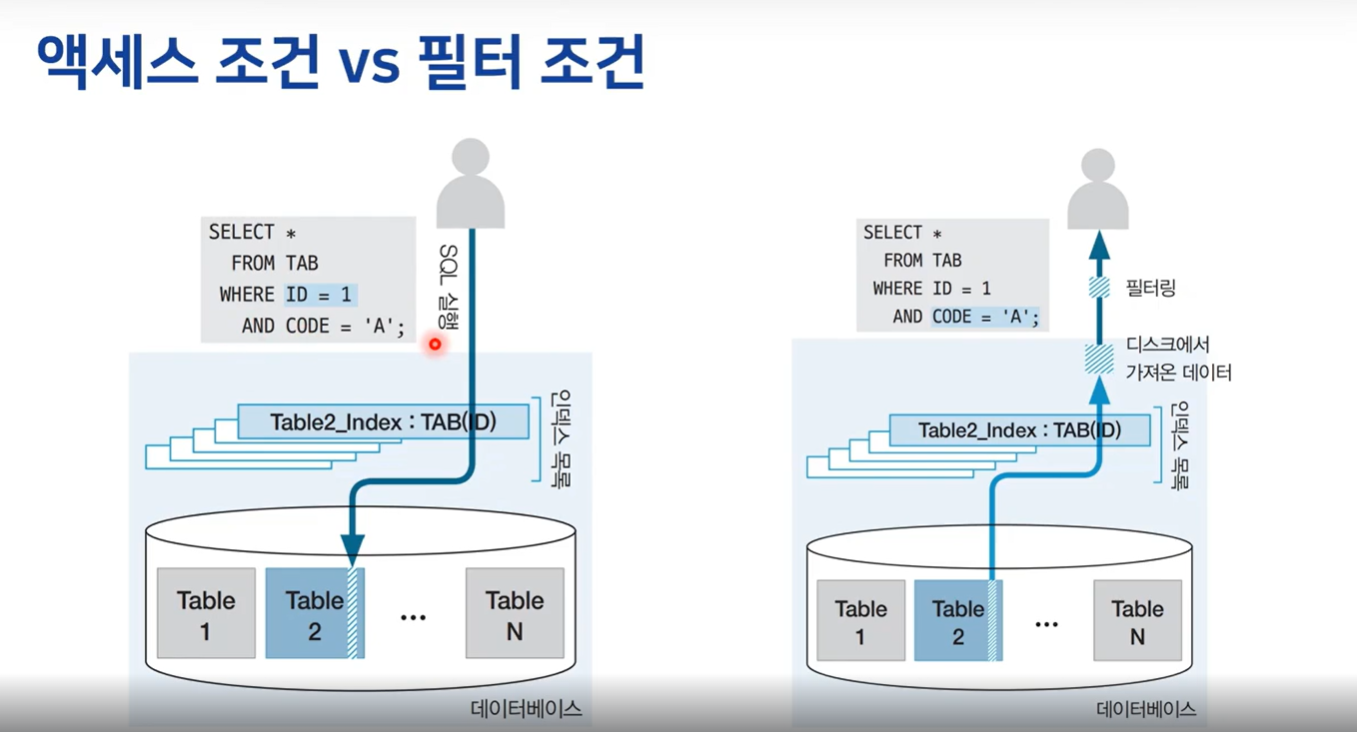 액세스 조건 vs 필터 조건
SELECT *
FROM TAB
WHERE ID = 1
AND CODE = 'A';
SQL 실행
Table2_Index : TAB(ID)
인덱스 목록
Table
1
Table
2
...
Table
N
데이터베이스
SELECT *
FROM TAB
WHERE ID = 1
AND CODE = 'A';
필터링
디스크에서
가져온 데이터
Table2_Index : TAB(ID)
인덱스 목록
Table
1
Table
2
...
Table
N
데이터베이스